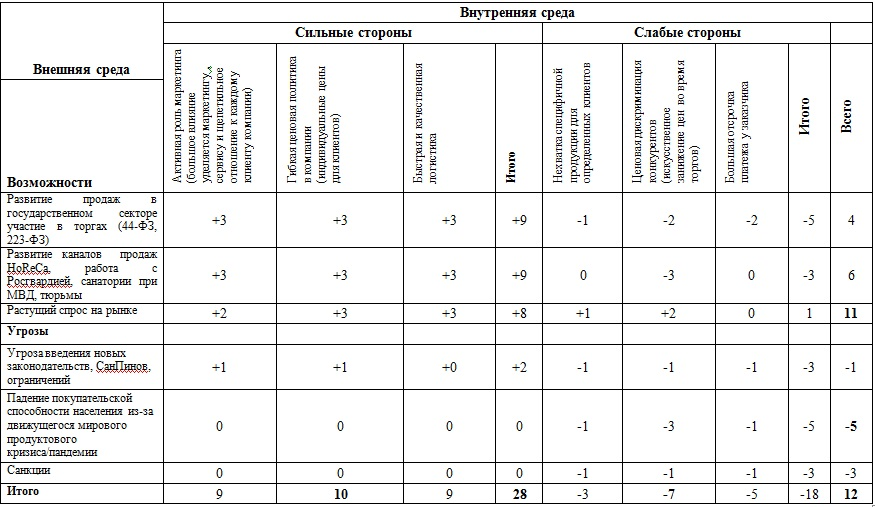 Внутренняя среда
Внешняя среда
Сильные стороны
Слабые стороны
Возможности
Активная роль маркетинга
(большое влияние
уделяется маркетингу,
сервису и щепетильное
отношение к каждому
клиенту компании)
Гибкая ценовая политика
в компании
(индивидуальные цены
для клиентов)
Быстрая и качественная
логистика
Итого
Нехватка специфичной
продукции для
определенных клиентов
Ценовая дискриминация
конкурентов
(искусственное
занижение цен во время
торгов)
Большая отсрочка
платежа у заказчика
Итого
Всего
Развитие продаж в
государственном секторе
участие в торгах (44-ФЗ,
223-ФЗ)
+3 +3 +3 +9 -1 -2 -2 -5 4
Развитие каналов продаж
HoReCa, работа с
Росгвардией, санатории при
МВД, тюрьмы
+3 +3 +3 +9 0 -3 0 -3 6
Растущий спрос на рынке +2 +3 +3 +8 +1 +2 0 1 11
Угрозы
Угроза введения новых
законодательств, СанПинов,
ограничений
+1 +1 +0 +2 -1 -1 -1 -3 -1
Падение покупательской
способности населения из-за
движущегося мирового
продуктового
кризиса/пандемии
0 0 0 0 -1 -3 -1 -5 -5
Санкции 0 0 0 0 -1 -1 -1 -3 -3
Итого 9 10 9 28 -3 -7 -5 -18 12